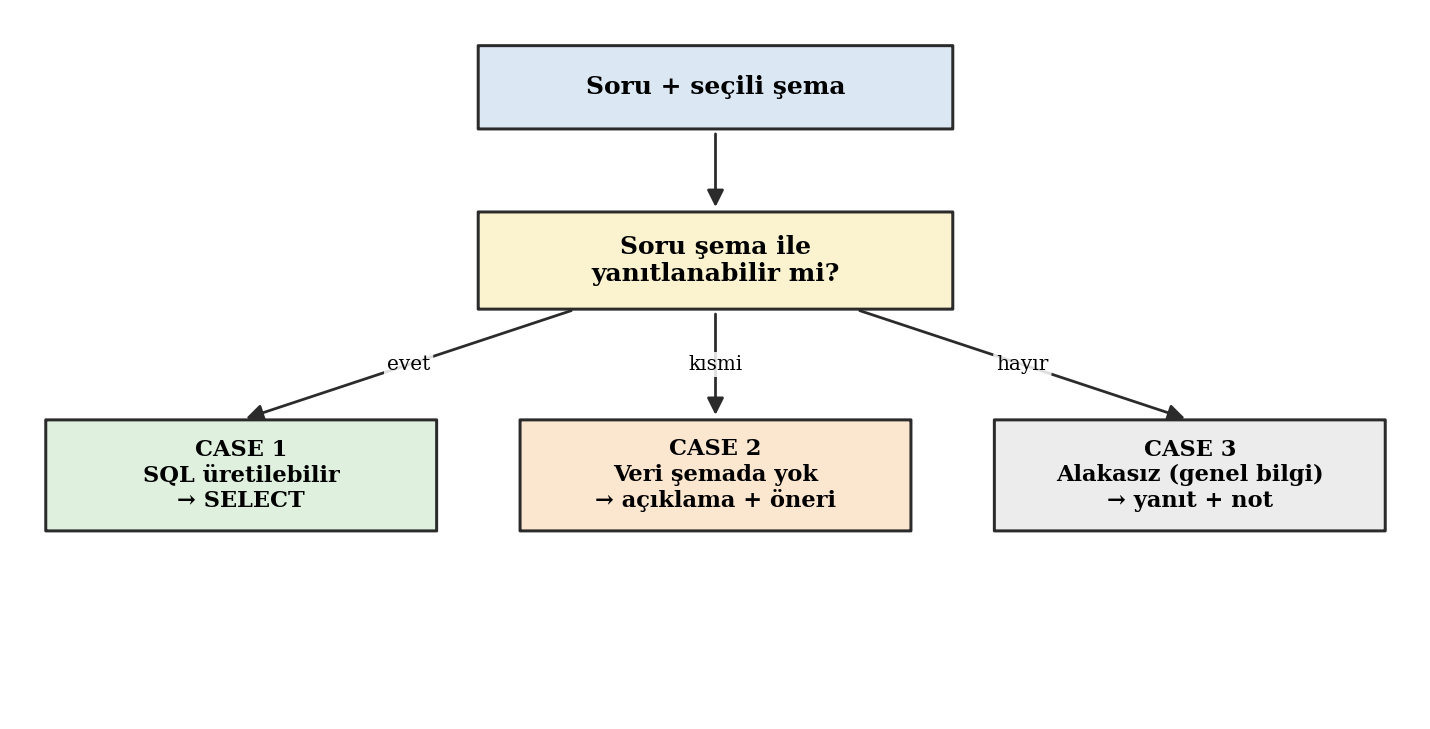 Soru + seçili şema
Soru şema ile
yanıtlanabilir mi?
evet
kısmi
hayır
CASE 1
SQL üretilebilir
→ SELECT
CASE 2
Veri şemada yok
→ açıklama + öneri
CASE 3
Alakasız (genel bilgi)
→ yanıt + not